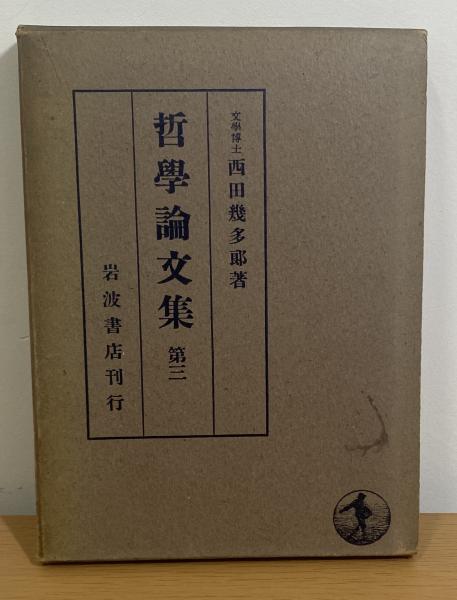 文學博士 西田幾多郎著
哲學論文集 第三
岩波書店刊行